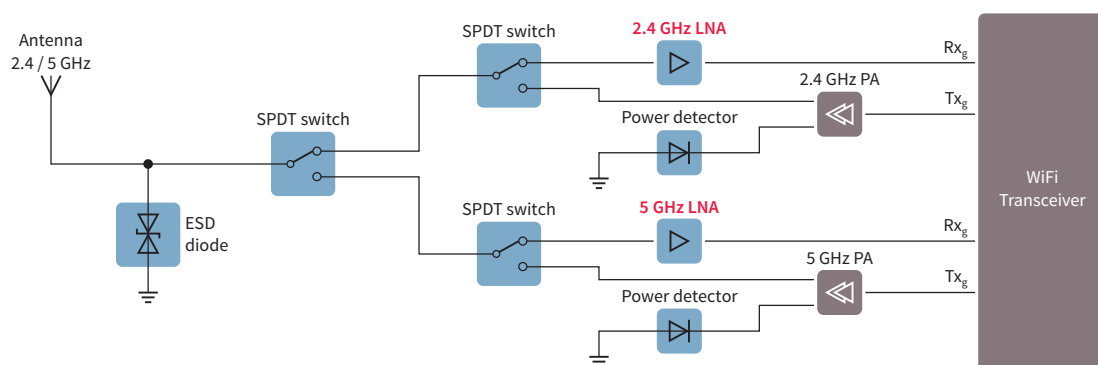 Antenna
2.4 / 5 GHz
SPDT switch
ESD
diode
SPDT switch
2.4 GHz LNA
Rxg
2.4 GHz PA
Txg
Power detector
SPDT switch
5 GHz LNA
Rxg
5 GHz PA
Txg
Power detector
WiFi
Transceiver